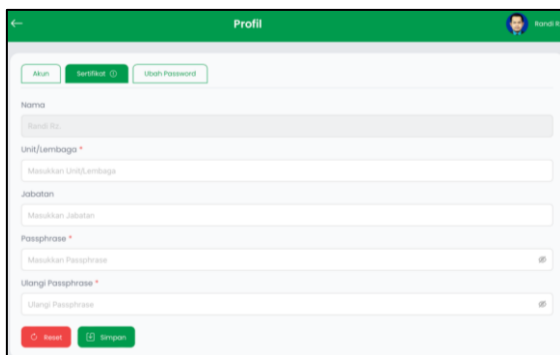 Profil
Randi R
Akun
Sertifikat
Ubah Password
Nama
Randi Rz.
Unit/Lembaga *
Masukkan Unit/Lembaga
Jabatan
Masukkan Jabatan
Passphrase *
Masukkan Passphrase
Ulangi Passphrase *
Ulangi Passphrase
Reset
Simpan